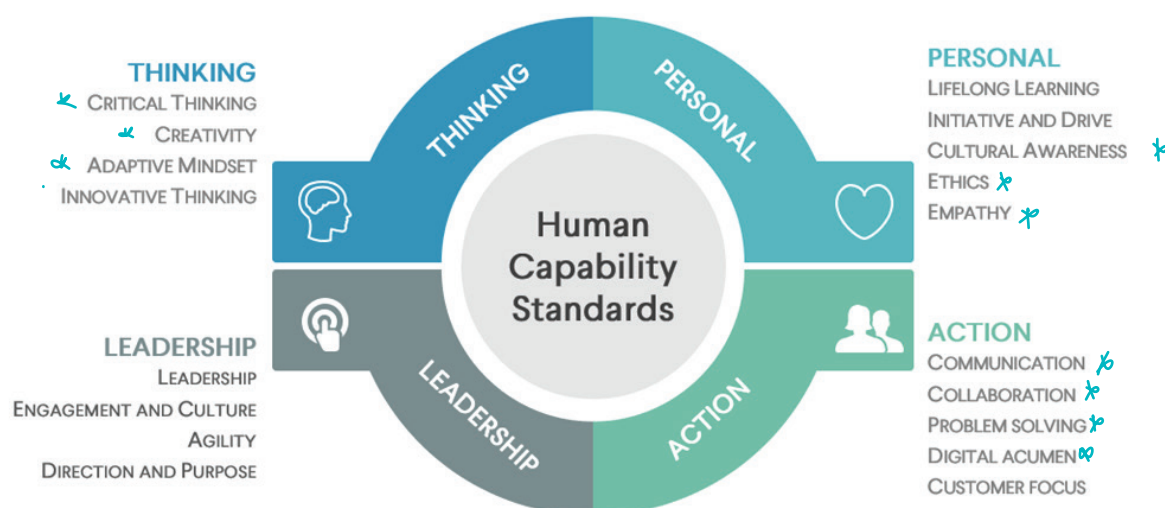 THINKING
CRITICAL THINKING
CREATIVITY
ADAPTIVE MINDSET
INNOVATIVE THINKING
THINKING
PERSONAL
PERSONAL
LIFELONG LEARNING
INITIATIVE AND DRIVE
CULTURAL AWARENESS
ETHICS
EMPATHY
Human
Capability
Standards
LEADERSHIP
LEADERSHIP
ENGAGEMENT AND CULTURE
AGILITY
DIRECTION AND PURPOSE
LEADERSHIP
ACTION
ACTION
COMMUNICATION
COLLABORATION
PROBLEM SOLVING
DIGITAL ACUMEN
CUSTOMER FOCUS